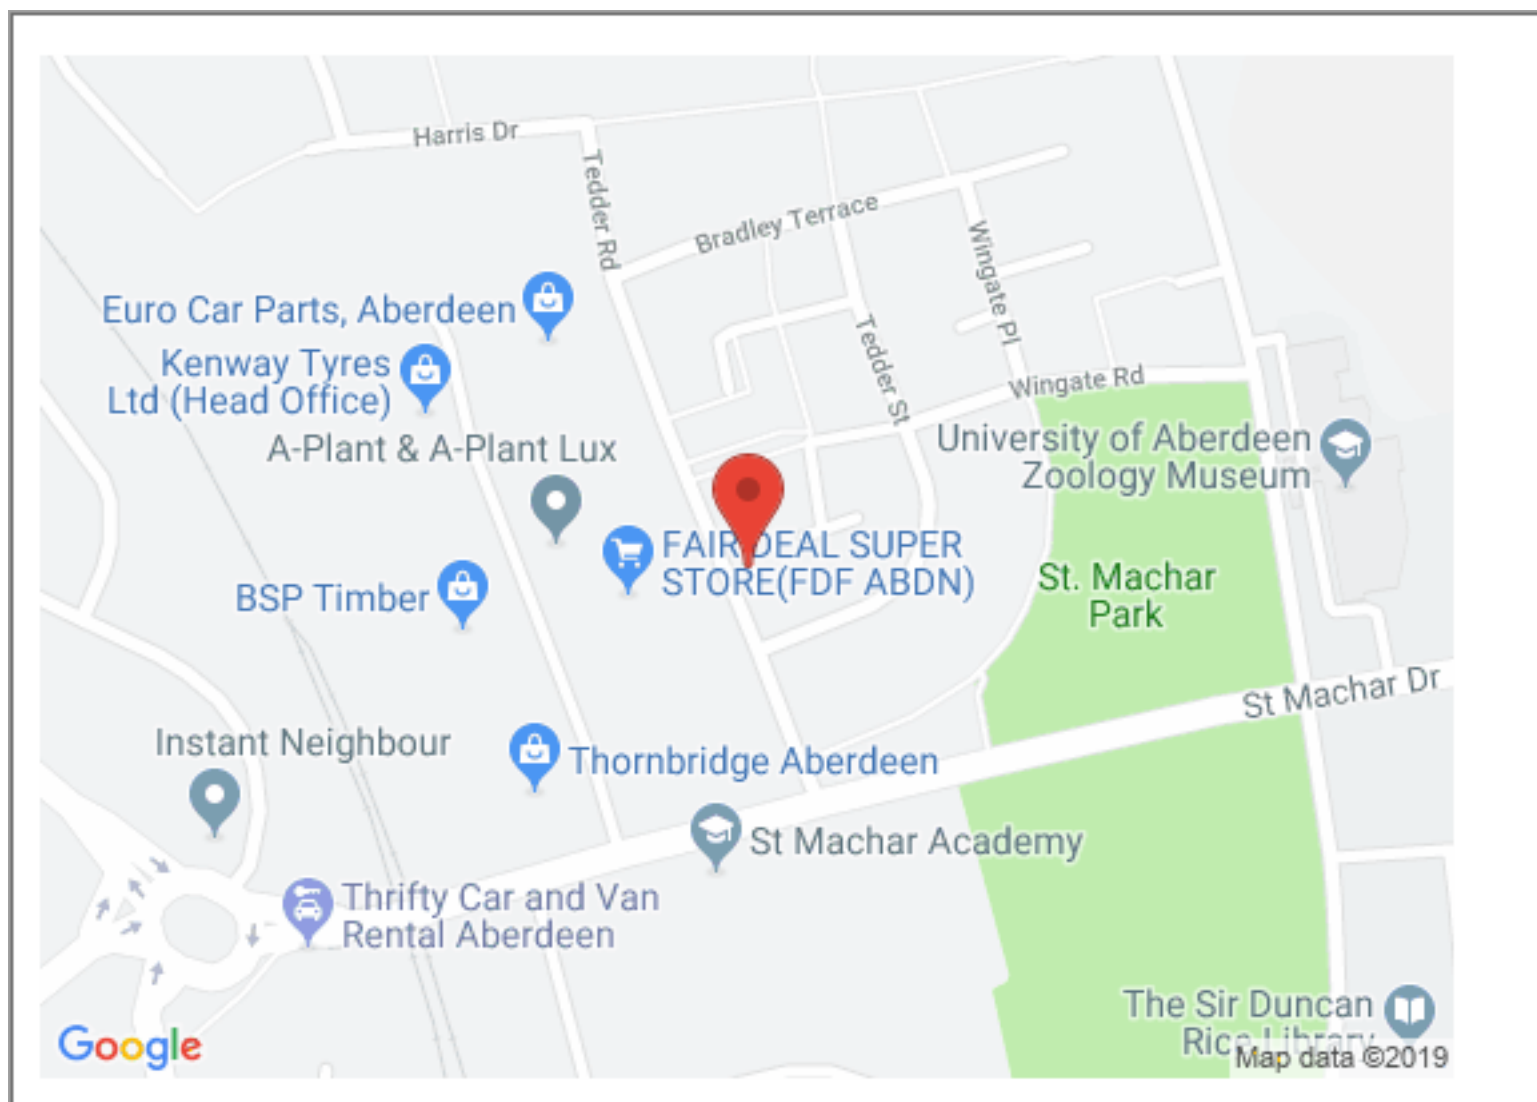 Harris Dr
Tedder Rd
Bradley Terrace
Wingate Pl
Euro Car Parts, Aberdeen
Kenway Tyres
Ltd (Head Office)
Tedder St
Wingate Rd
A-Plant & A-Plant Lux
University of Aberdeen
Zoology Museum
FAIR DEAL SUPER
STORE(FDF ABDN)
BSP Timber
St. Machar
Park
St Machar Dr
Instant Neighbour
Thornbridge Aberdeen
St Machar Academy
Thrifty Car and Van
Rental Aberdeen
The Sir Duncan
Rice Library
Google
Map data ©2019